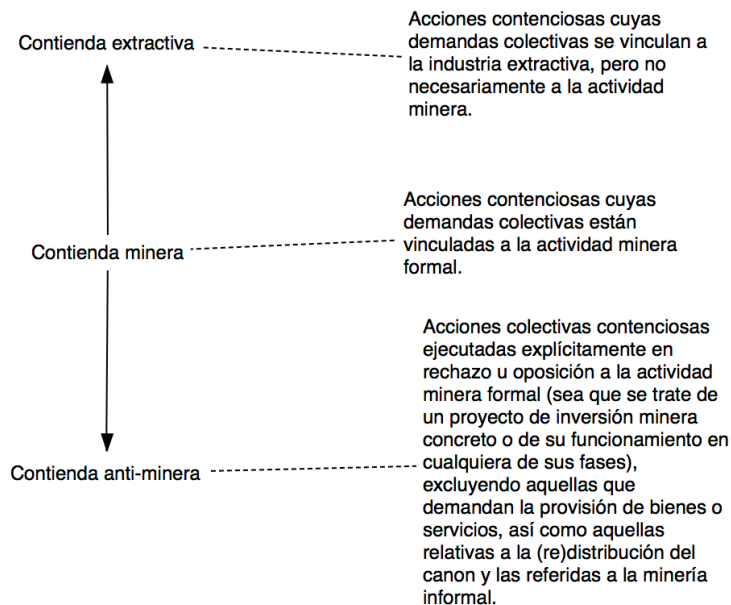 Contienda extractiva
Acciones contenciosas cuyas
demandas colectivas se vinculan a
la industria extractiva, pero no
necesariamente a la actividad
minera.
Contienda minera
Acciones contenciosas cuyas
demandas colectivas están
vinculadas a la actividad minera
formal.
Contienda anti-minera
Acciones colectivas contenciosas
ejecutadas explícitamente en
rechazo u oposición a la actividad
minera formal (sea que se trate de
un proyecto de inversión minera
concreto o de su funcionamiento en
cualquiera de sus fases),
excluyendo aquellas que
demandan la provisión de bienes o
servicios, así como aquellas
relativas a la (re)distribución del
canon y las referidas a la minería
informal.